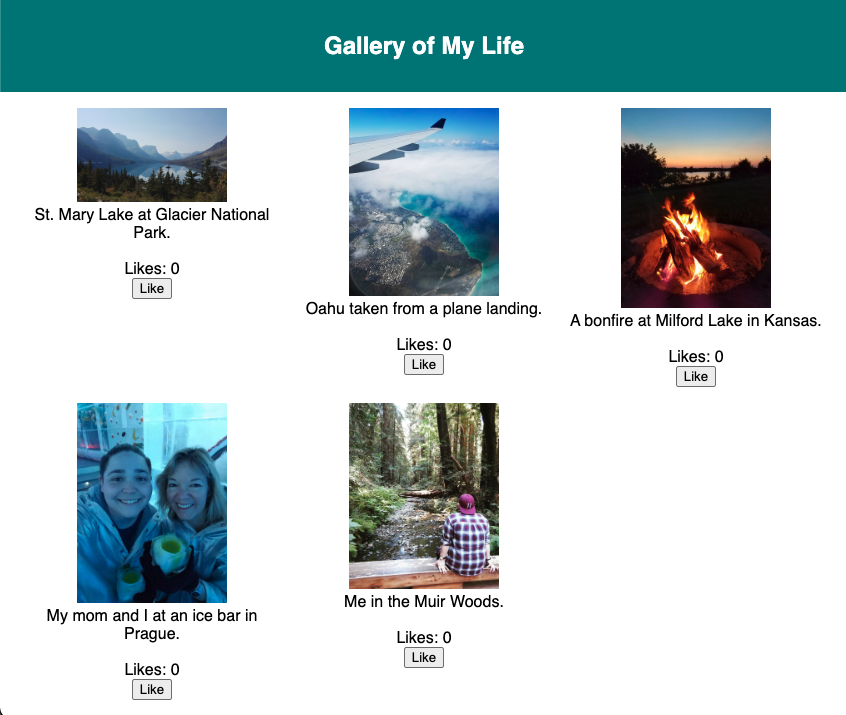 Gallery of My Life
St. Mary Lake at Glacier National
Park.
Likes: 0
Like
Oahu taken from a plane landing.
Likes: 0
Like
A bonfire at Milford Lake in Kansas.
Likes: 0
Like
My mom and I at an ice bar in
Prague.
Likes: 0
Like
Me in the Muir Woods.
Likes: 0
Like